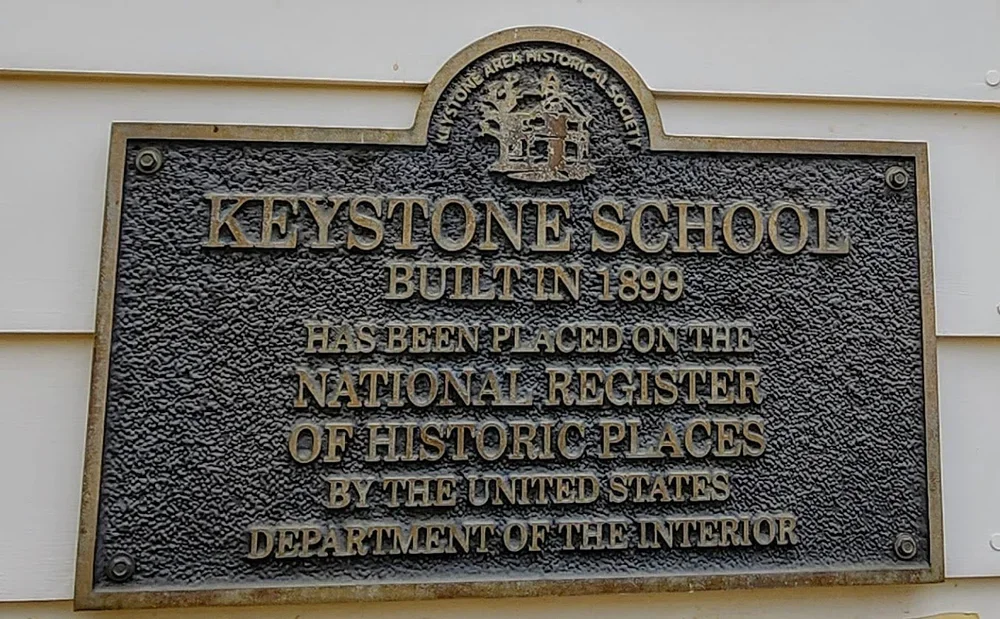 KEYSTONE AREA HISTORICAL SOCIETY
KEYSTONE SCHOOL
BUILT IN 1899
HAS BEEN PLACED ON THE
NATIONAL REGISTER
OF HISTORIC PLACES
BY THE UNITED STATES
DEPARTMENT OF THE INTERIOR